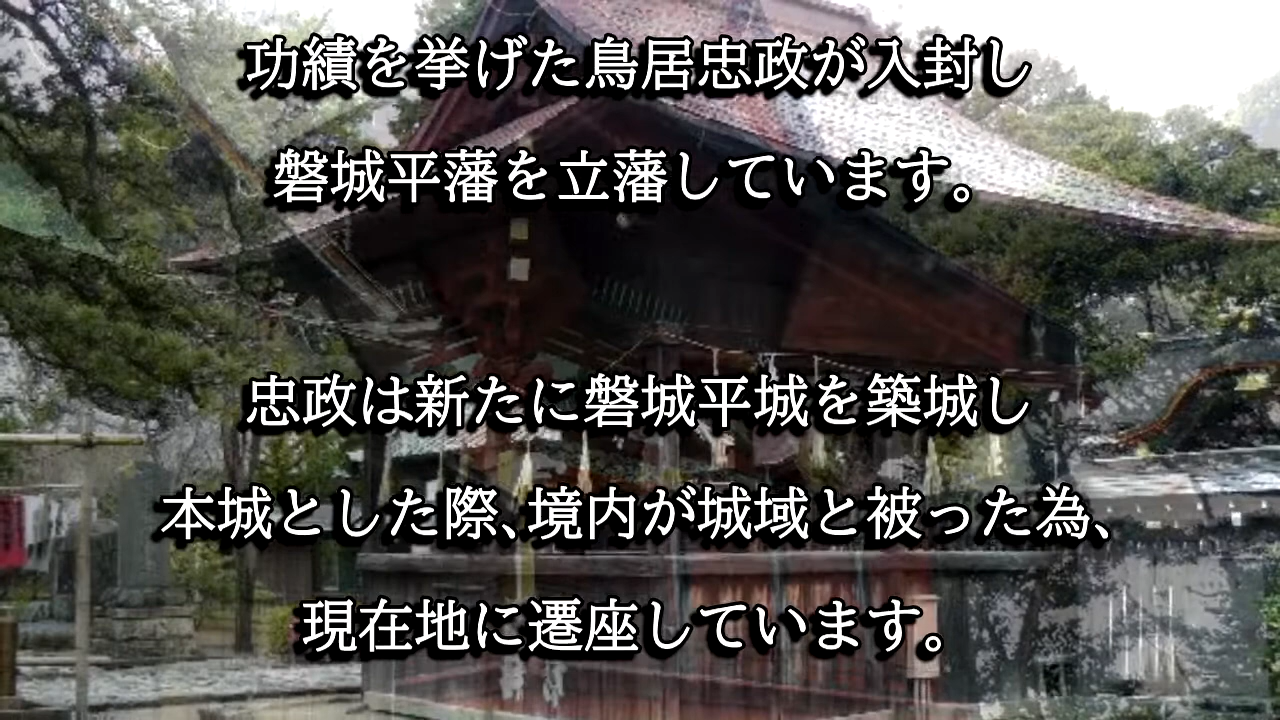 功績を挙げた鳥居忠政が入封し
磐城平藩を立藩しています。
忠政は新たに磐城平城を築城し
本城とした際、境内が城域と被った為、
現在地に遷座しています。